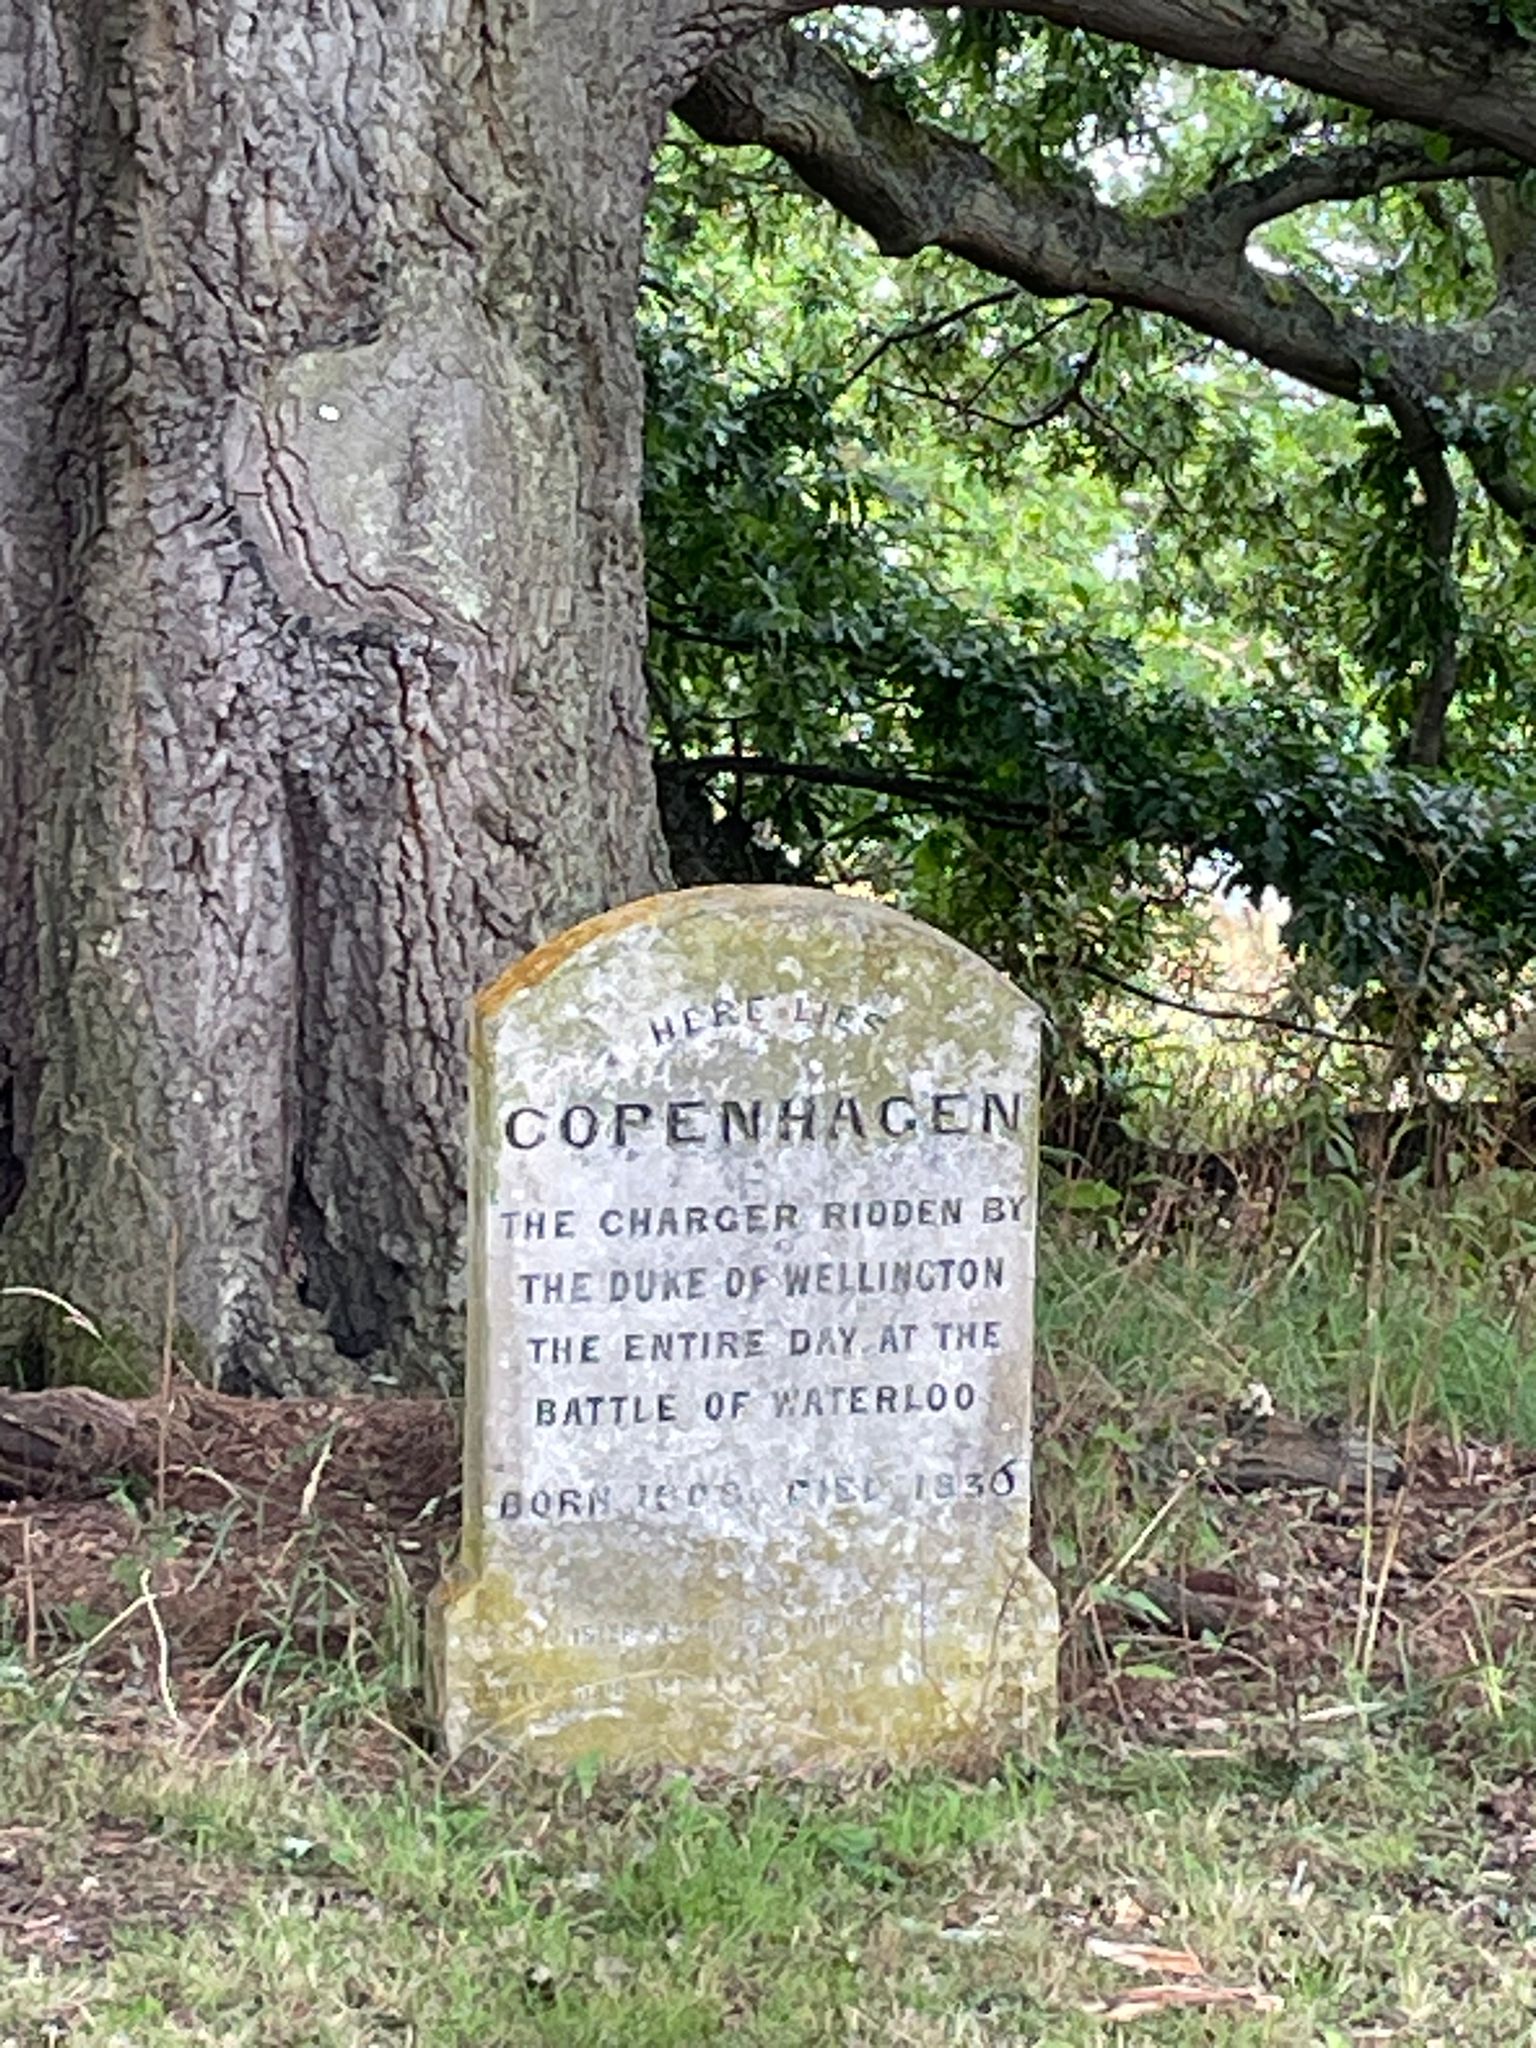 HERE LIES
COPENHAGEN
THE CHARGER RIDDEN BY
THE DUKE OF WELLINGTON
THE ENTIRE DAY, AT THE
BATTLE OF WATERLOO
BORN 1808. DIED 1836